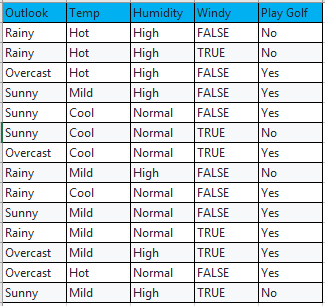 Outlook Temp Humidity Windy Play Golf
Rainy Hot High FALSE No
Rainy Hot High TRUE No
Overcast Hot High FALSE Yes
Sunny Mild High FALSE Yes
Sunny Cool Normal FALSE Yes
Sunny Cool Normal TRUE No
Overcast Cool Normal TRUE Yes
Rainy Mild High FALSE No
Rainy Cool Normal FALSE Yes
Sunny Mild Normal FALSE Yes
Rainy Mild Normal TRUE Yes
Overcast Mild High TRUE Yes
Overcast Hot Normal FALSE Yes
Sunny Mild High TRUE No